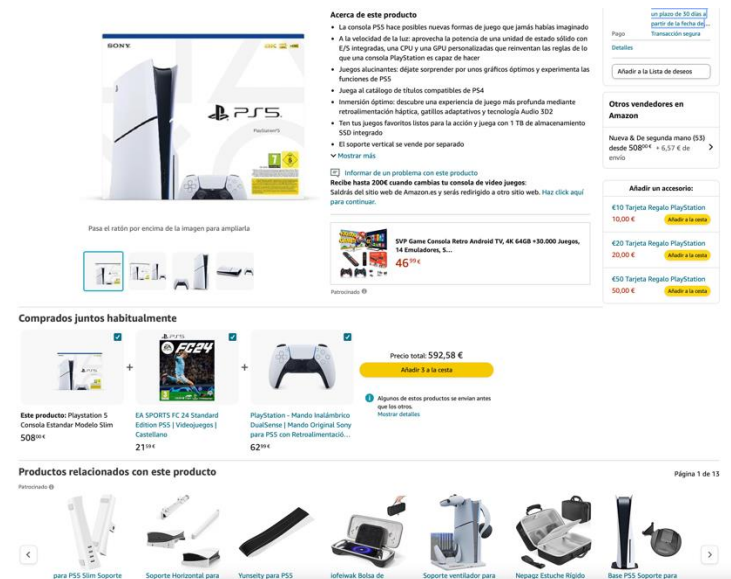 SONY
PS5
PlayStation5
7
Pasa el ratón por encima de la imagen para ampliarla
Acerca de este producto
• La consola PS5 hace posibles nuevas formas de juego que jamás habías imaginado
• A la velocidad de la luz: aprovecha la potencia de una unidad de estado sólido con
E/S integradas, una CPU y una GPU personalizadas que reinventan las reglas de lo
que una consola PlayStation es capaz de hacer
• Juegos alucinantes: déjate sorprender por unos gráficos óptimos y experimenta las
funciones de PS5
• Juega al catálogo de títulos compatibles de PS4
• Inmersión óptimo: descubre una experiencia de juego más profunda mediante
retroalimentación háptica, gatillos adaptativos y tecnología Audio 3D2
• Ten tus juegos favoritos listos para la acción y juega con 1 TB de almacenamiento
SSD integrado
• El soporte vertical se vende por separado
Mostrar más
Informar de un problema con este producto
Recibe hasta 200€ cuando cambias tu consola de video juegos:
Saldrás del sitio web de Amazon.es y serás redirigido a otro sitio web. Haz click aquí
para continuar.
SVP Game Consola Retro Android TV, 4K 64GB +30.000 Juegos,
14 Emuladores, S...
46,99 €
Patrocinado
un plazo de 30 días a
partir de la fecha de...
Pago Transacción segura
Detalles
Añadir a la Lista de deseos
Otros vendedores en
Amazon
Nueva & De segunda mano (53)
desde 508,00 € + 6,57 € de
envío
Añadir un accesorio:
€10 Tarjeta Regalo PlayStation
10,00 € Añadir a la cesta
€20 Tarjeta Regalo PlayStation
20,00 € Añadir a la cesta
€50 Tarjeta Regalo PlayStation
50,00 € Añadir a la cesta
Comprados juntos habitualmente
PS5
FC24
+
+
Este producto: Playstation 5
Consola Estandar Modelo Slim
508,00 €
EA SPORTS FC 24 Standard
Edition PS5 | Videojuegos |
Castellano
21,59 €
PlayStation - Mando Inalámbrico
DualSense | Mando Original Sony
para PS5 con Retroalimentació...
62,99 €
Precio total: 592,58 €
Añadir 3 a la cesta
Algunos de estos productos se envían antes
que los otros.
Mostrar detalles
Productos relacionados con este producto
Página 1 de 13
Patrocinado
para PS5 Slim Soporte
Soporte Horizontal para
Yunseity para PS5
iofeiwak Bolsa de
Soporte ventilador para
Nepagz Estuche Rígido
Base PS5 Soporte para